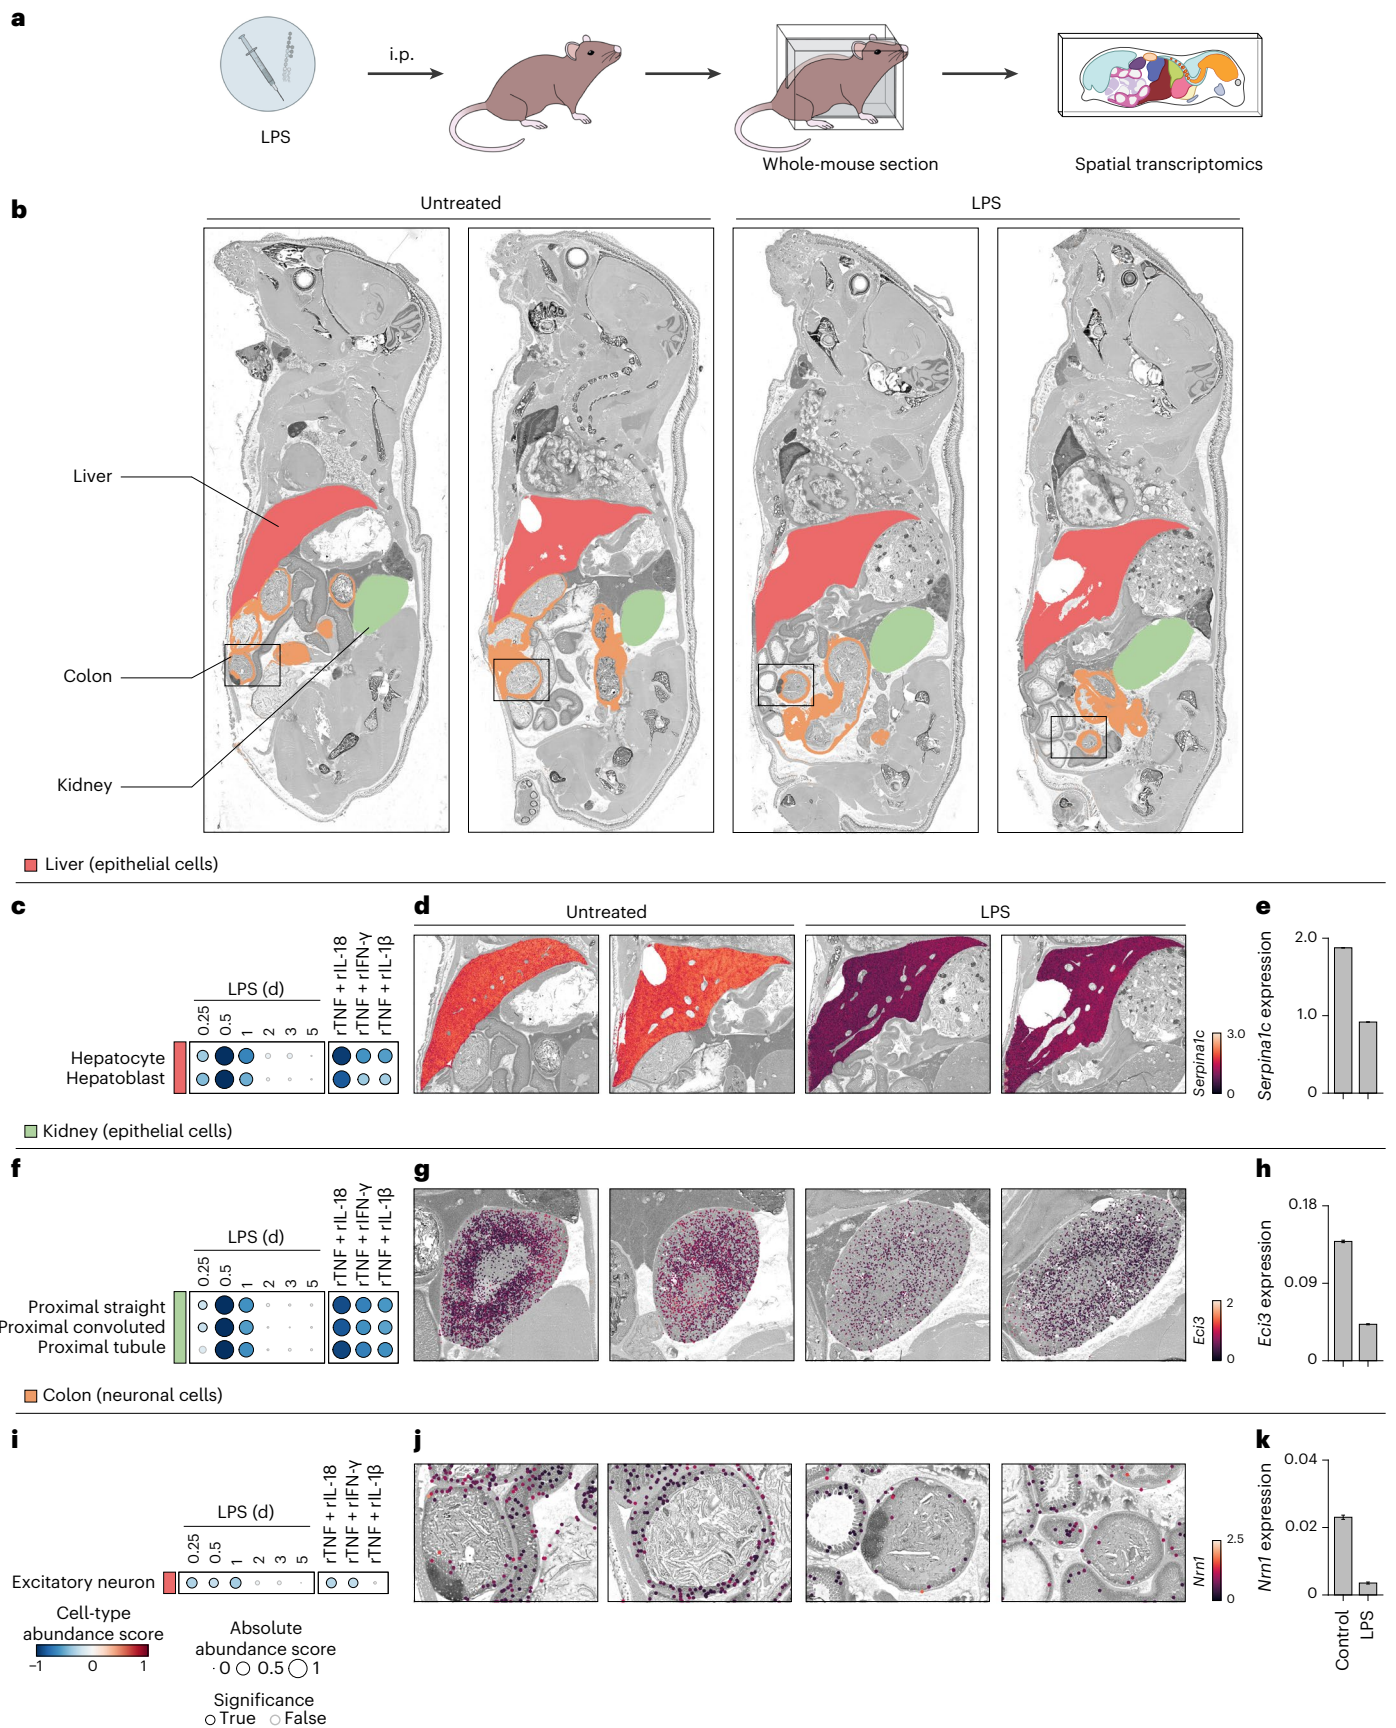 a
i.p.
LPS
Whole-mouse section
Spatial transcriptomics
b
Untreated
LPS
Liver
Colon
Kidney
Liver (epithelial cells)
c
LPS (d)
0.25
0.5
1
2
3
5
rTNF + rIL-18
rTNF + rIFN-γ
rTNF + rIL-1β
Hepatocyte
Hepatoblast
d
Untreated
LPS
Serpina1c
3.0
0
e
Serpina1c expression
2.0
1.0
0
Kidney (epithelial cells)
f
LPS (d)
0.25
0.5
1
2
3
5
rTNF + rIL-18
rTNF + rIFN-γ
rTNF + rIL-1β
Proximal straight
Proximal convoluted
Proximal tubule
g
Eci3
2
0
h
Eci3 expression
0.18
0.09
0
Colon (neuronal cells)
i
LPS (d)
0.25
0.5
1
2
3
5
rTNF + rIL-18
rTNF + rIFN-γ
rTNF + rIL-1β
Excitatory neuron
Cell-type
abundance score
−1 0 1
Absolute
abundance score
0 0.5 1
Significance
True False
j
Nrn1
2.5
0
k
Nrn1 expression
0.04
0.02
0
Control
LPS